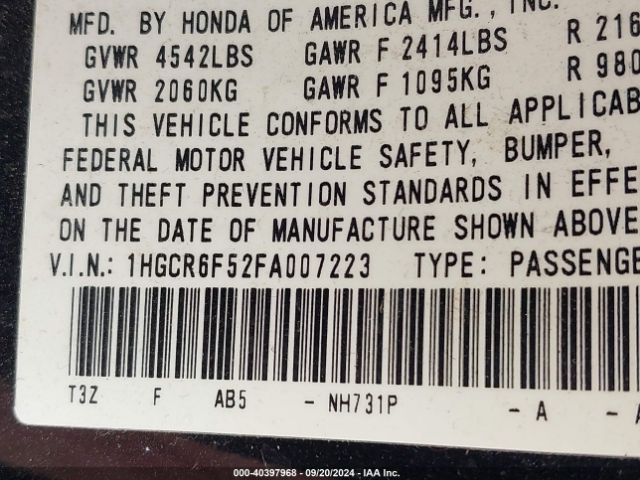 MFD. BY HONDA OF AMERICA MFG., INC.
GVWR 4542LBS GAWR F 2414LBS R 216
GVWR 2060KG GAWR F 1095KG R 980
THIS VEHICLE CONFORMS TO ALL APPLICAB
FEDERAL MOTOR VEHICLE SAFETY, BUMPER,
AND THEFT PREVENTION STANDARDS IN EFFE
ON THE DATE OF MANUFACTURE SHOWN ABOVE
V.I.N.: 1HGCR6F52FA007223 TYPE: PASSENGE
T3Z F AB5 - NH731P - A - A
000-40397968 - 09/20/2024 - IAA Inc.